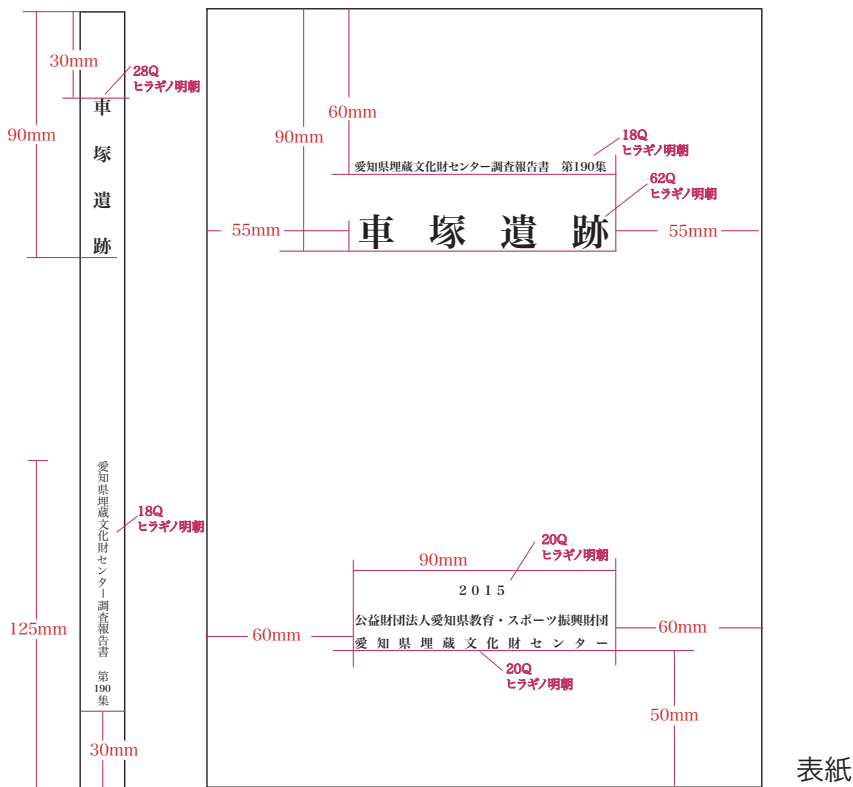 30mm
28Q
ヒラギノ明朝
90mm
車塚遺跡
愛知県埋蔵文化財センター調査報告書　第190集
18Q
ヒラギノ明朝
125mm
30mm
60mm
90mm
18Q
ヒラギノ明朝
愛知県埋蔵文化財センター調査報告書　第190集
62Q
ヒラギノ明朝
車塚遺跡
55mm
55mm
20Q
ヒラギノ明朝
90mm
2015
公益財団法人愛知県教育・スポーツ振興財団
愛知県埋蔵文化財センター
60mm
60mm
20Q
ヒラギノ明朝
50mm
表紙